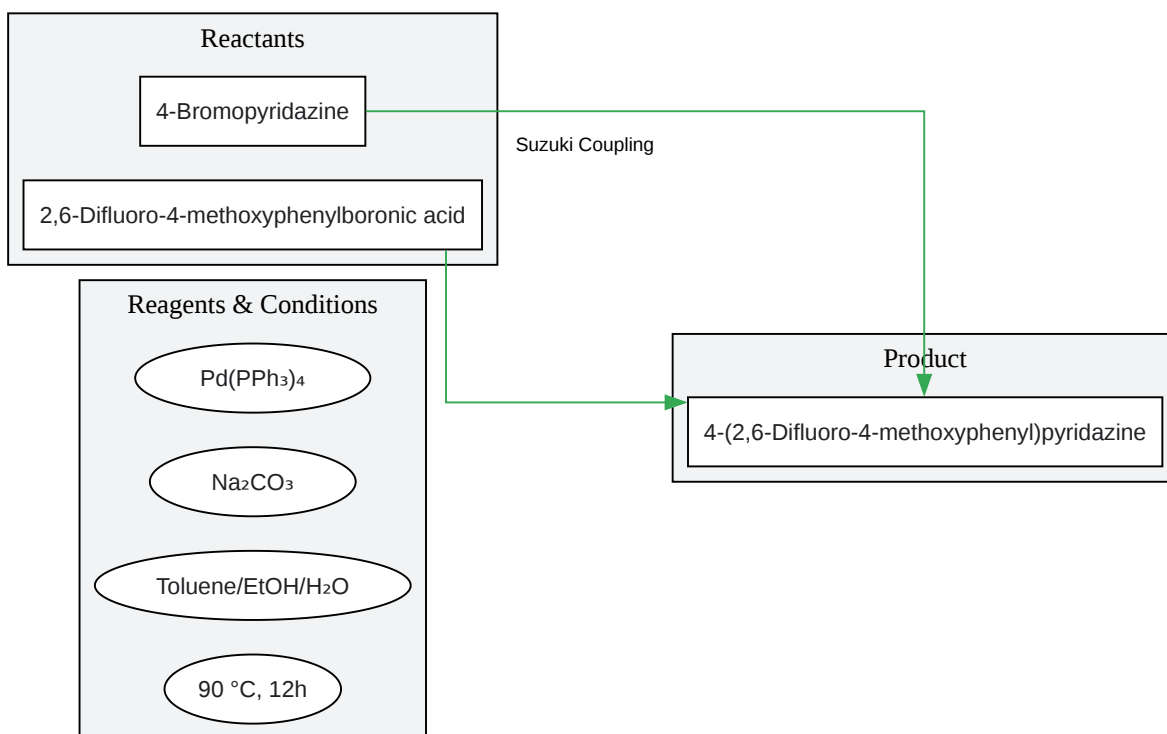 Reactants
4-Bromopyridazine
Suzuki Coupling
2,6-Difluoro-4-methoxyphenylboronic acid
Reagents & Conditions
Pd(PPh₃)₄
Na₂CO₃
Toluene/EtOH/H₂O
90 °C, 12h
Product
4-(2,6-Difluoro-4-methoxyphenyl)pyridazine